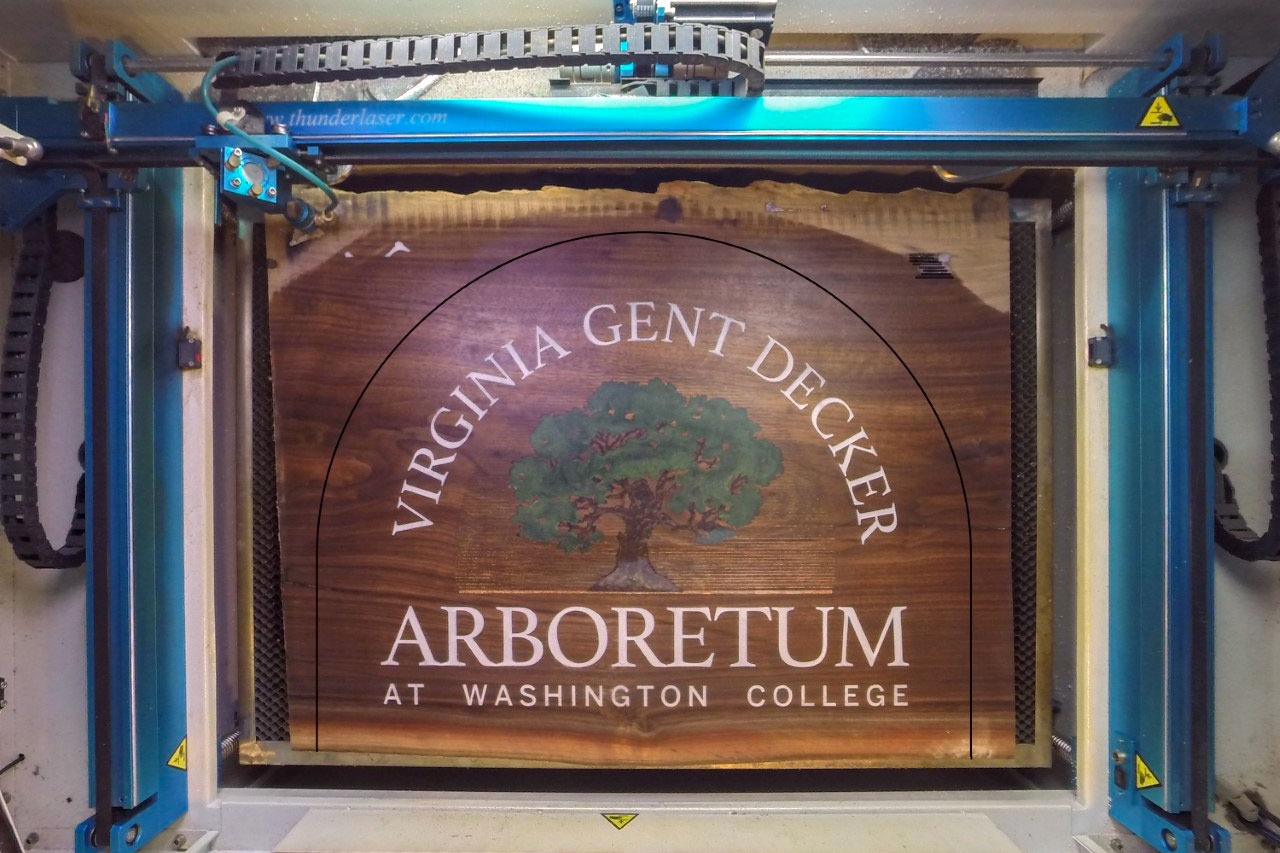 www.thunderlaser.com
VIRGINIA GENT DECKER
ARBORETUM
AT WASHINGTON COLLEGE